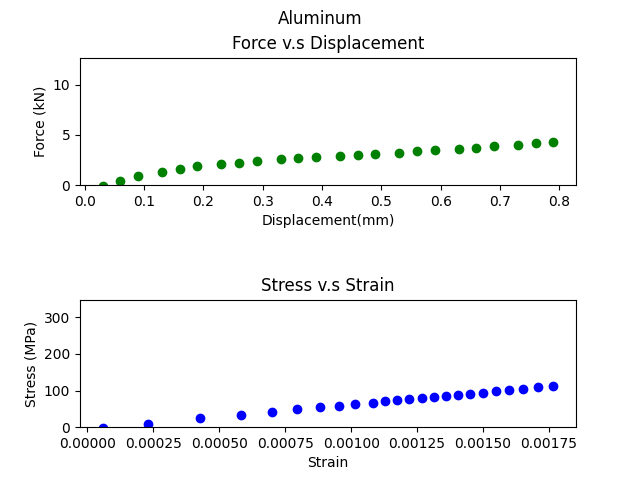 Aluminum
Force v.s Displacement
10
5
0
Force (kN)
0.0 0.1 0.2 0.3 0.4 0.5 0.6 0.7 0.8
Displacement(mm)
Stress v.s Strain
300
200
100
0
Stress (MPa)
0.00000 0.00025 0.00050 0.00075 0.00100 0.00125 0.00150 0.00175
Strain